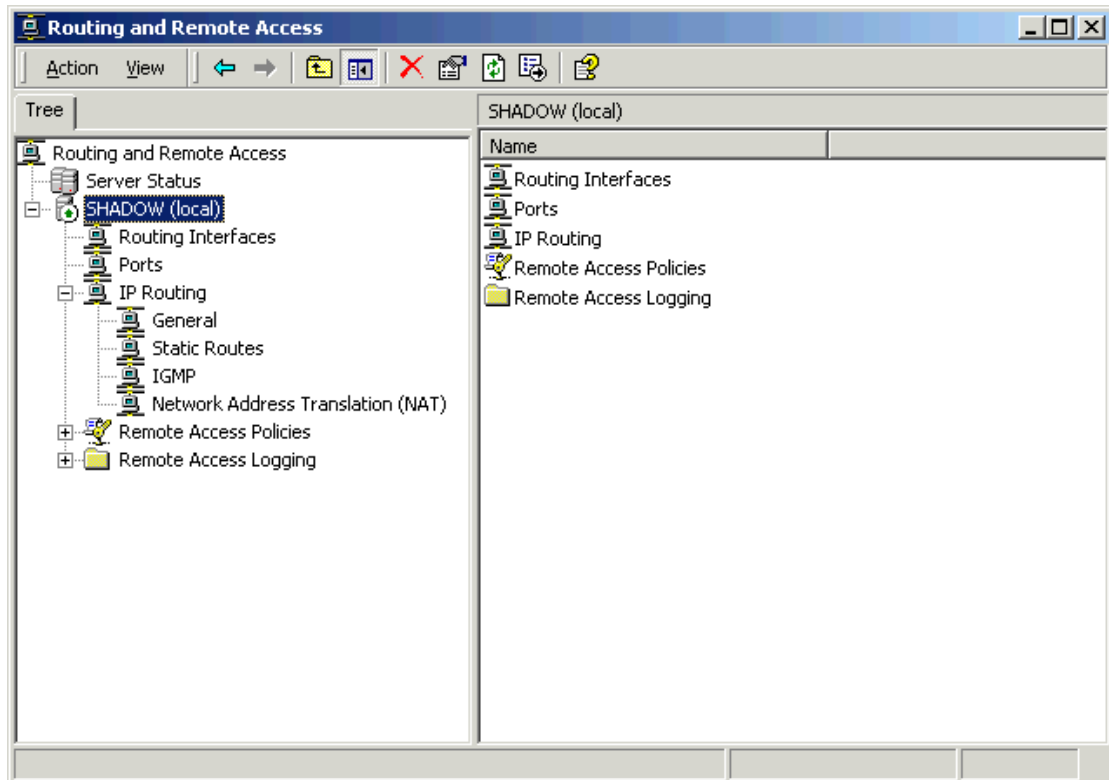 Routing and Remote Access
Action View
Tree
SHADOW (local)
Routing and Remote Access
Server Status
SHADOW (local)
Routing Interfaces
Ports
IP Routing
General
Static Routes
IGMP
Network Address Translation (NAT)
Remote Access Policies
Remote Access Logging
Name
Routing Interfaces
Ports
IP Routing
Remote Access Policies
Remote Access Logging